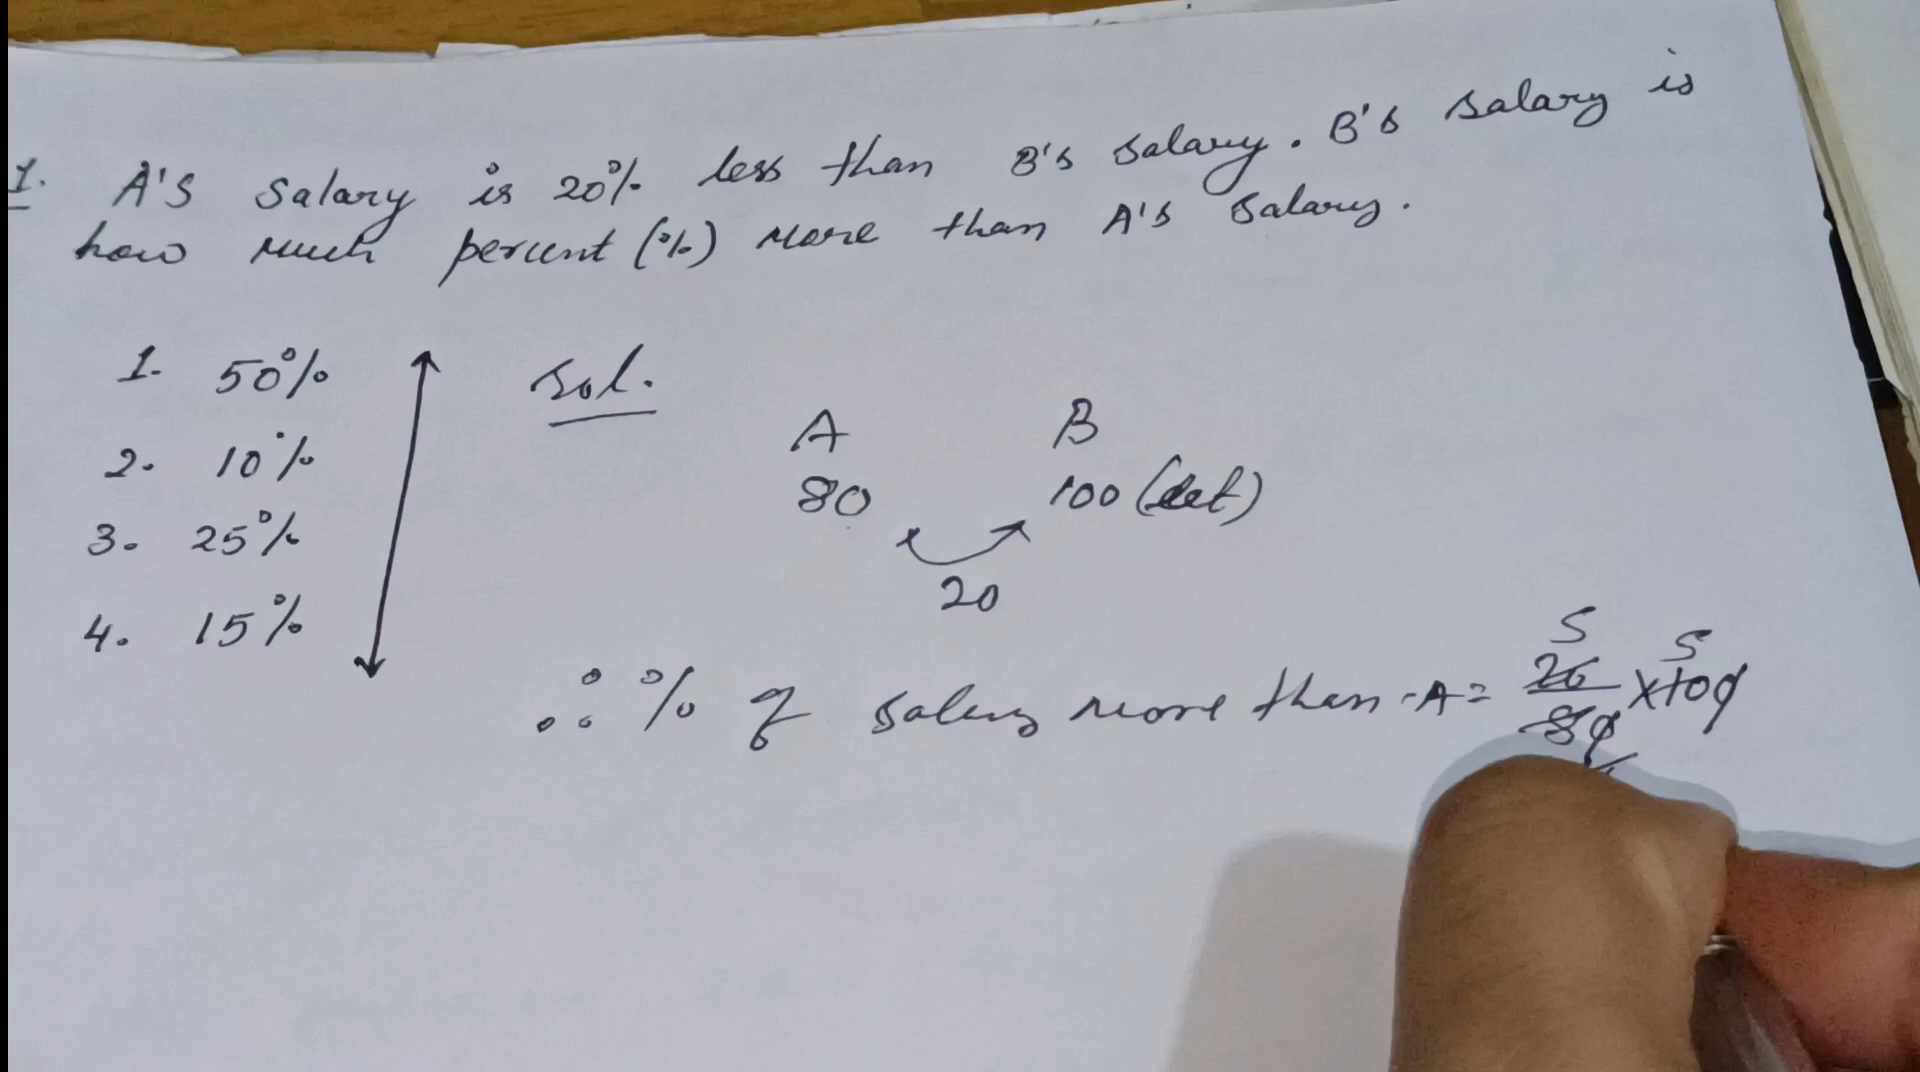 1. A's Salary is 20% less than B's salary. B's salary is
how much percent (%) more than A's salary.
1. 50%
2. 10%
3. 25%
4. 15%
Sol.
A B
80 100 (let)
20
∴ % of salary more than A = 20/80 × 100
5 5